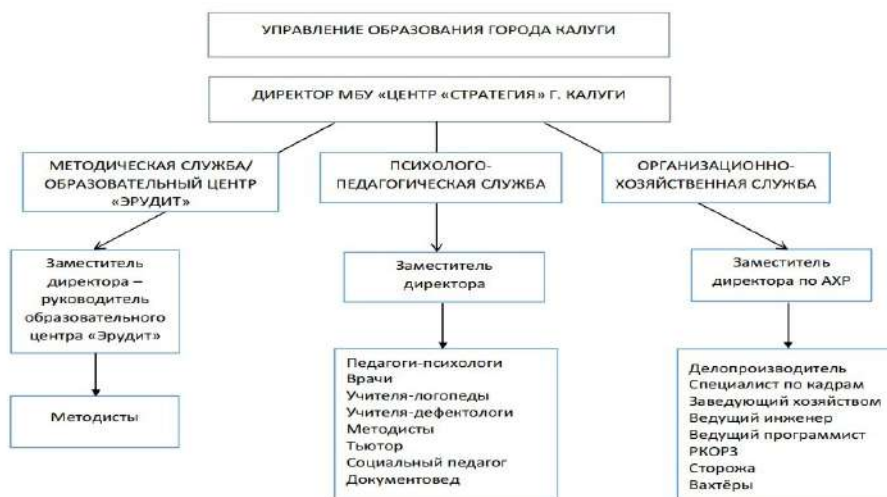 УПРАВЛЕНИЕ ОБРАЗОВАНИЯ ГОРОДА КАЛУГИ
ДИРЕКТОР МБУ «ЦЕНТР «СТРАТЕГИЯ» Г. КАЛУГИ
МЕТОДИЧЕСКАЯ СЛУЖБА/
ОБРАЗОВАТЕЛЬНЫЙ ЦЕНТР
«ЭРУДИТ»
ПСИХОЛОГО-
ПЕДАГОГИЧЕСКАЯ СЛУЖБА
ОРГАНИЗАЦИОННО-
ХОЗЯЙСТВЕННАЯ СЛУЖБА
Заместитель
директора –
руководитель
образовательного
центра «Эрудит»
Заместитель
директора
Заместитель
директора по АХР
Методисты
Педагоги-психологи
Врачи
Учителя-логопеды
Учителя-дефектологи
Методисты
Тьютор
Социальный педагог
Документовед
Делопроизводитель
Специалист по кадрам
Заведующий хозяйством
Ведущий инженер
Ведущий программист
РКОРЗ
Сторожа
Вахтёры